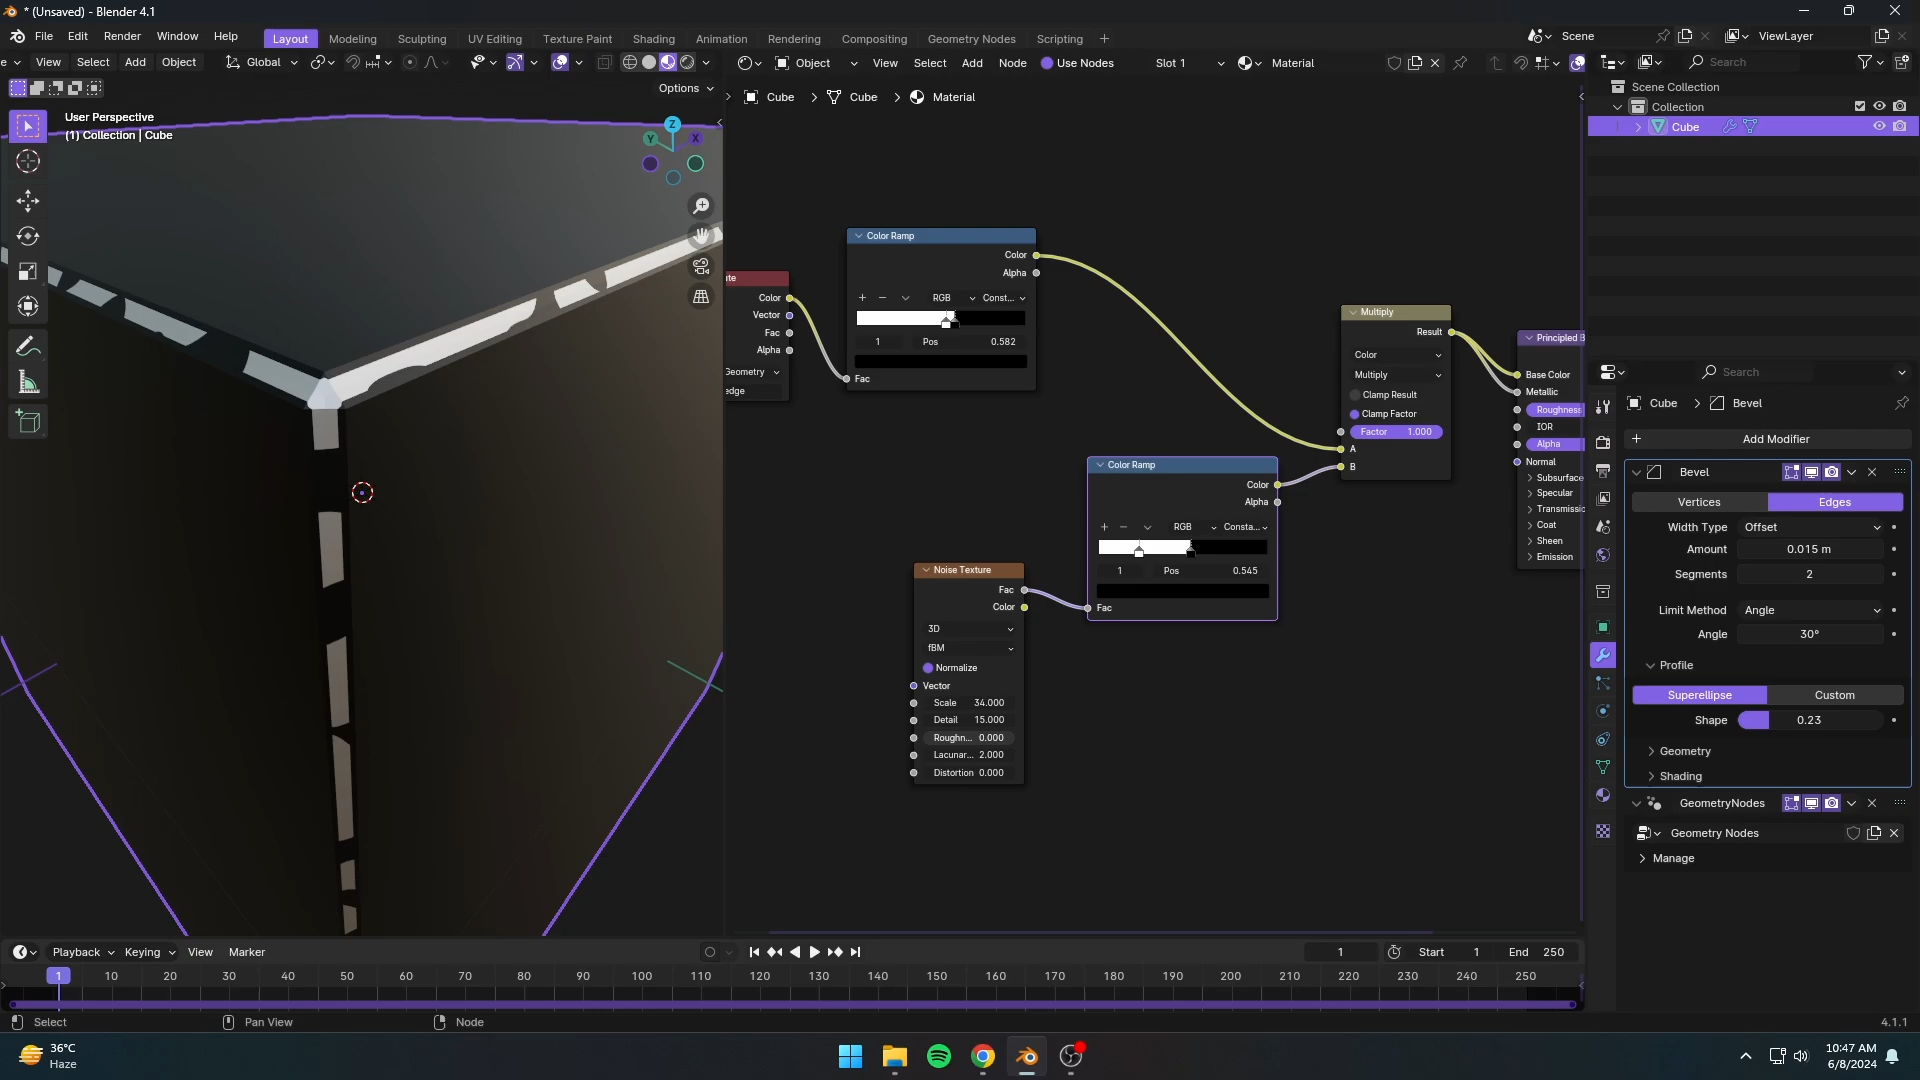 * (Unsaved) - Blender 4.1
File Edit Render Window Help
Layout Modeling Sculpting UV Editing Texture Paint Shading Animation Rendering Compositing Geometry Nodes Scripting +
Scene ViewLayer
View Select Add Object Global
Object View Select Add Node Use Nodes Slot 1 Material
Search
Options
Cube > Cube > Material
Scene Collection
Collection
Cube
User Perspective
(1) Collection | Cube
Z
Y
X
te
Color
Vector
Fac
Alpha
Geometry
edge
Color Ramp
Color
Alpha
RGB Const...
1 Pos 0.582
Fac
Multiply
Result
Color
Multiply
Clamp Result
Clamp Factor
Factor 1.000
A
B
Principled B
Base Color
Metallic
Roughness
IOR
Alpha
Normal
Subsurface
Specular
Transmissic
Coat
Sheen
Emission
Color Ramp
Color
Alpha
RGB Consta...
1 Pos 0.545
Fac
Noise Texture
Fac
Color
3D
fBM
Normalize
Vector
Scale 34.000
Detail 15.000
Roughn... 0.000
Lacunar... 2.000
Distortion 0.000
Search
Cube > Bevel
+ Add Modifier
Bevel
Vertices Edges
Width Type Offset
Amount 0.015 m
Segments 2
Limit Method Angle
Angle 30°
Profile
Superellipse Custom
Shape 0.23
Geometry
Shading
GeometryNodes
Geometry Nodes
Manage
Playback Keying View Marker
1 Start 1 End 250
1 10 20 30 40 50 60 70 80 90 100 110 120 130 140 150 160 170 180 190 200 210 220 230 240 250
Select Pan View Node
4.1.1
36°C
Haze
10:47 AM
6/8/2024